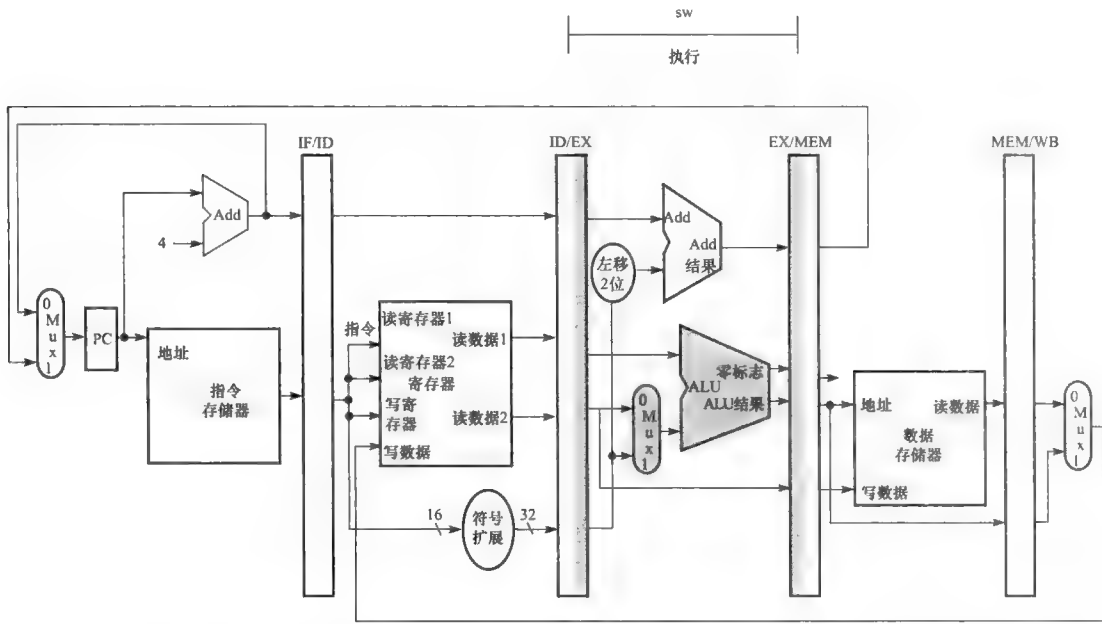 sw
执行
IF/ID
ID/EX
EX/MEM
MEM/WB
Add
4
Add
Add
结果
左移
2位
0
M
u
x
1
PC
地址
指令
存储器
指令
读寄存器1
读数据1
读寄存器2
寄存器
写寄
存器
读数据2
写数据
16
符号
扩展
32
0
M
u
x
1
零标志
ALU
ALU结果
地址
读数据
数据
存储器
写数据
0
M
u
x
1